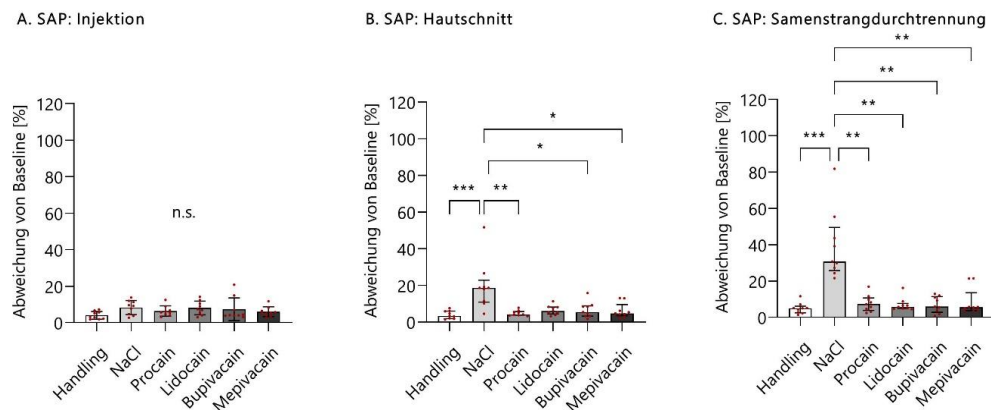 A. SAP: Injektion
Abweichung von Baseline [%]
120
100
80
60
40
20
0
n.s.
Handling
NaCl
Procain
Lidocain
Bupivacain
Mepivacain
B. SAP: Hautschnitt
Abweichung von Baseline [%]
120
100
80
60
40
20
0
*
*
*** **
Handling
NaCl
Procain
Lidocain
Bupivacain
Mepivacain
C. SAP: Samenstrangdurchtrennung
Abweichung von Baseline [%]
120
100
80
60
40
20
0
**
**
**
*** **
Handling
NaCl
Procain
Lidocain
Bupivacain
Mepivacain